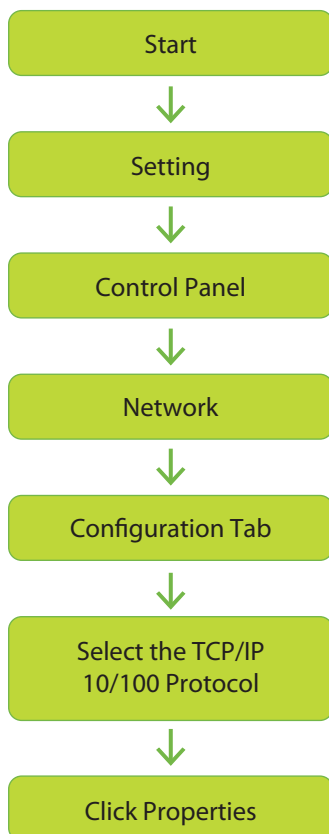 Start
Setting
Control Panel
Network
Configuration Tab
Select the TCP/IP
10/100 Protocol
Click Properties